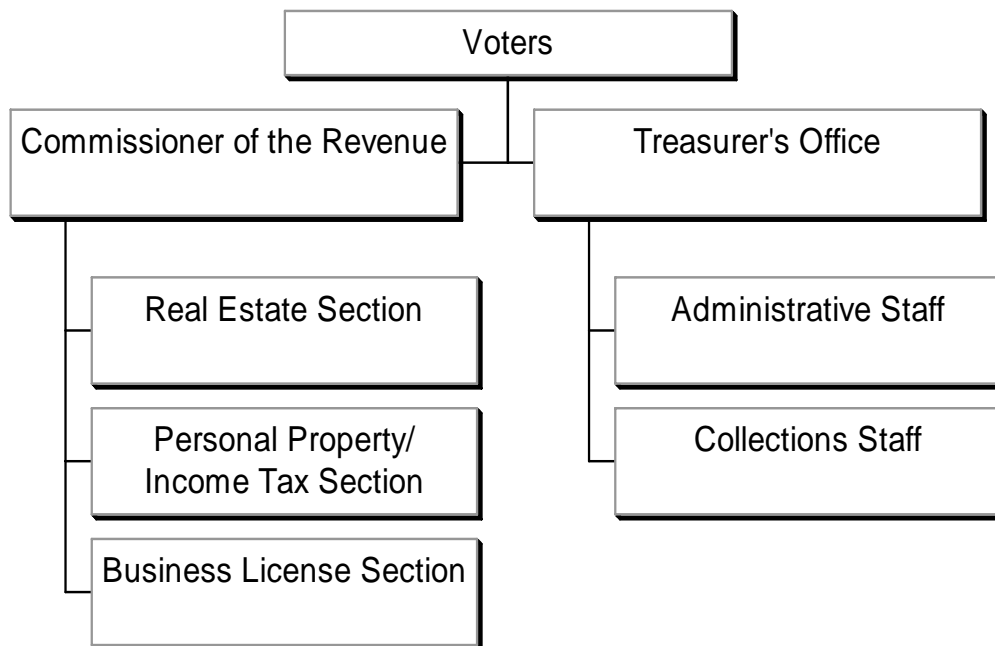 Voters
Commissioner of the Revenue
Treasurer's Office
Real Estate Section
Administrative Staff
Personal Property/
Income Tax Section
Collections Staff
Business License Section